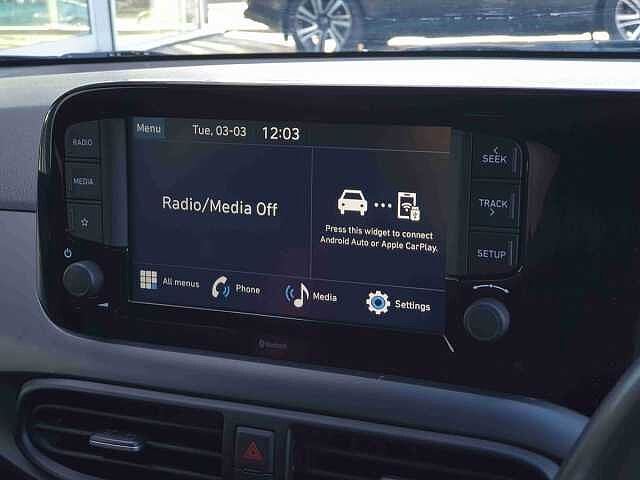 Menu Tue, 03-03 12:03
RADIO
MEDIA
Radio/Media Off
Press this widget to connect
Android Auto or Apple CarPlay.
All menus Phone Media Settings
SEEK
TRACK
SETUP
Bluetooth